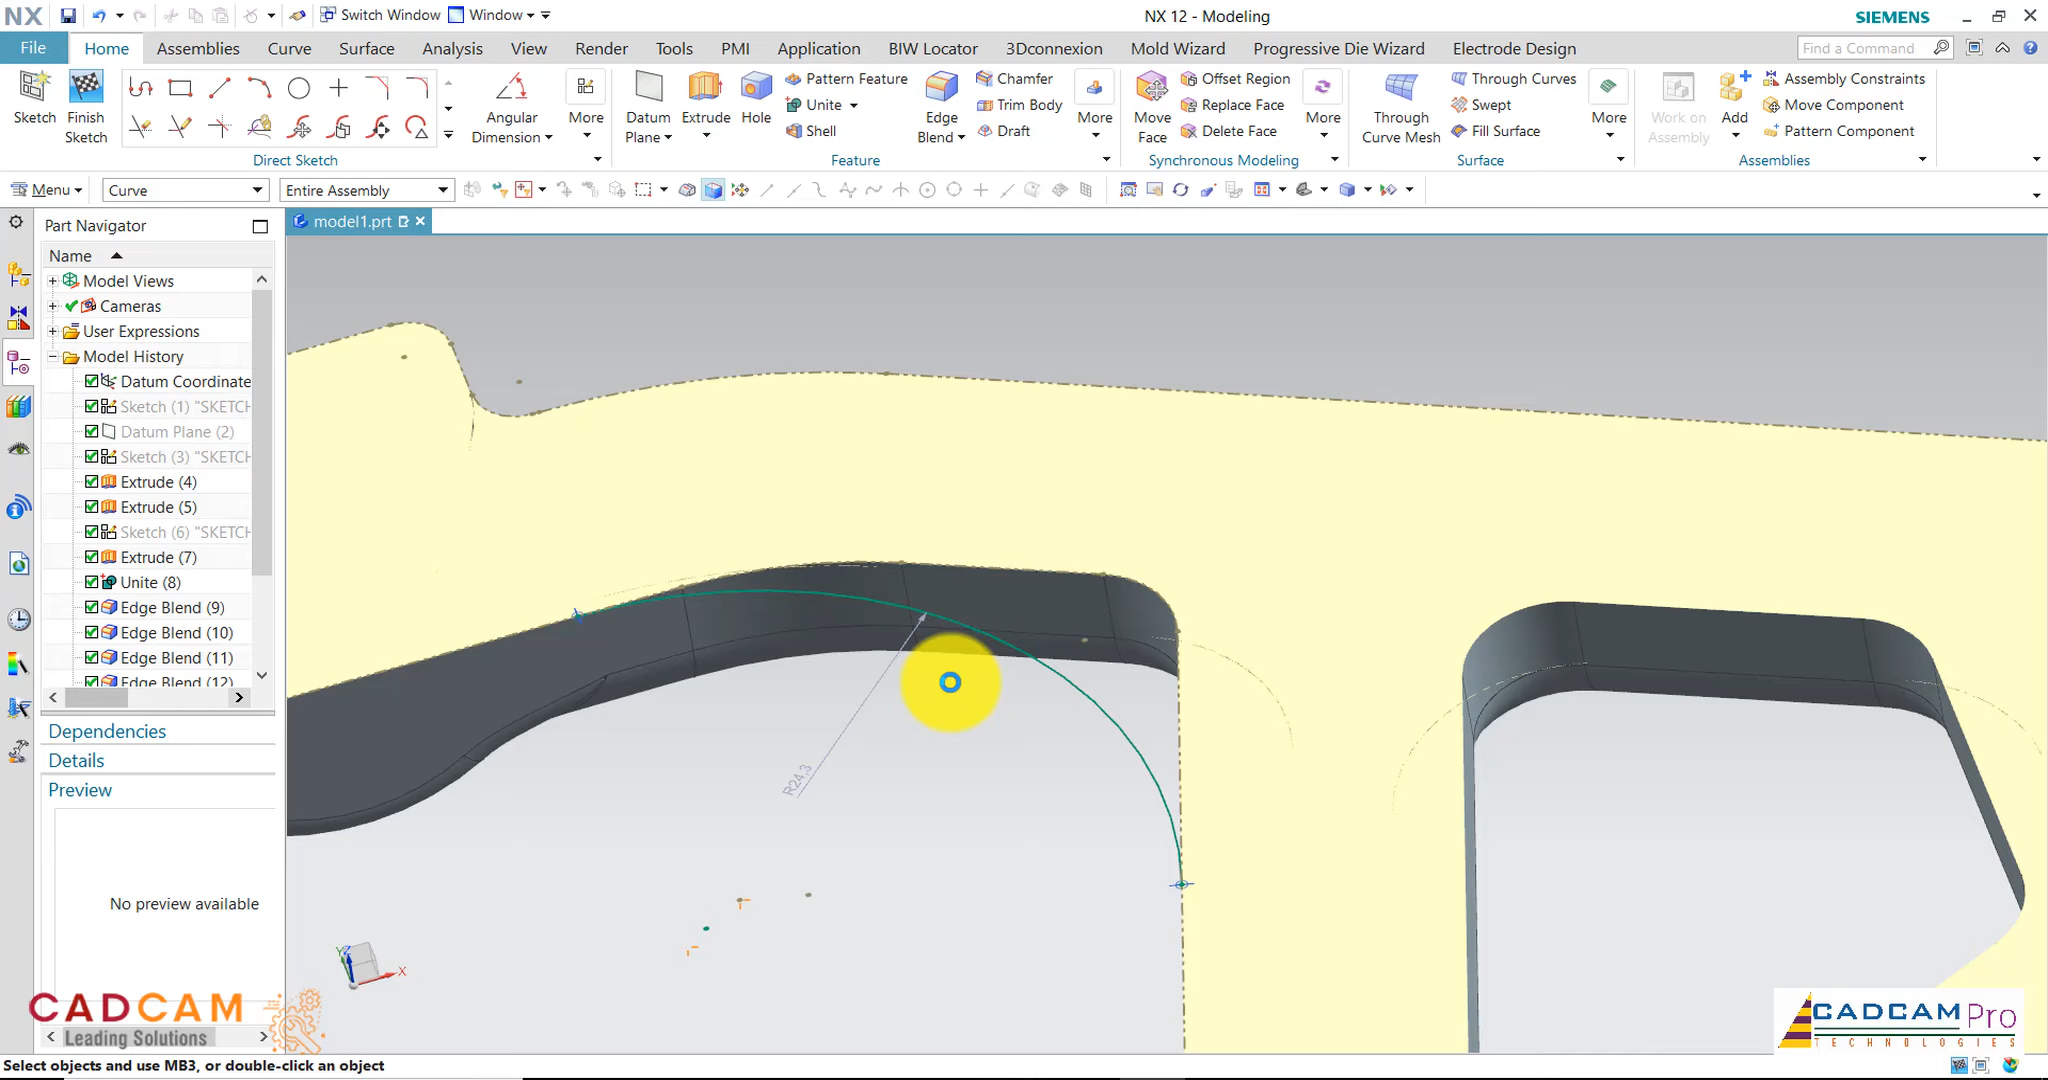 NX Switch Window Window NX 12 - Modeling SIEMENS
File Home Assemblies Curve Surface Analysis View Render Tools PMI Application BIW Locator 3Dconnexion Mold Wizard Progressive Die Wizard Electrode Design Find a Command
Sketch
Finish Sketch
Direct Sketch
Angular Dimension
More
Datum Plane
Extrude
Hole
Pattern Feature
Unite
Shell
Edge Blend
Chamfer
Trim Body
Draft
More
Feature
Move Face
Offset Region
Replace Face
Delete Face
More
Synchronous Modeling
Through Curve Mesh
Through Curves
Swept
Fill Surface
More
Surface
Work on Assembly
Add
Assembly Constraints
Move Component
Pattern Component
Assemblies
Menu Curve Entire Assembly
Part Navigator
model1.prt
Name
Model Views
Cameras
User Expressions
Model History
Datum Coordinate
Sketch (1) "SKETCH
Datum Plane (2)
Sketch (3) "SKETCH
Extrude (4)
Extrude (5)
Sketch (6) "SKETCH
Extrude (7)
Unite (8)
Edge Blend (9)
Edge Blend (10)
Edge Blend (11)
Edge Blend (12)
Dependencies
Details
Preview
No preview available
R24,3
X
Y
Z
CADCAM
Leading Solutions
CADCAM Pro
TECHNOLOGIES
Select objects and use MB3, or double-click an object